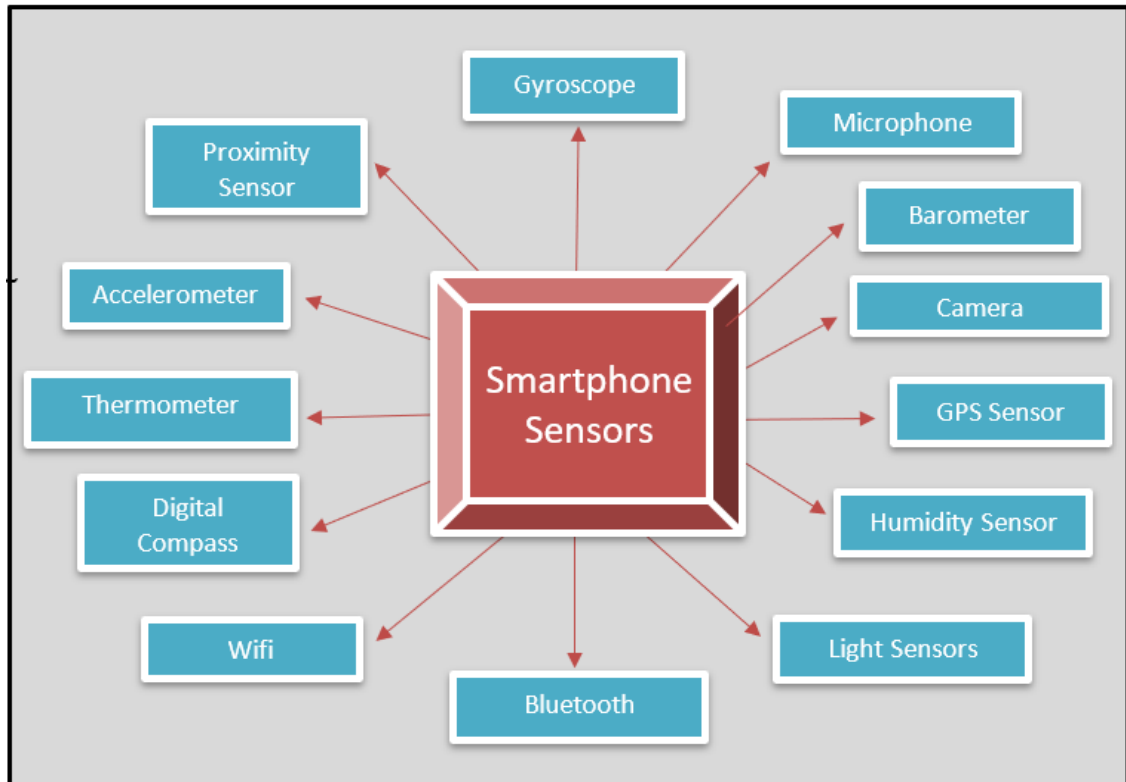 Gyroscope
Microphone
Proximity
Sensor
Barometer
Accelerometer
Camera
Smartphone
Sensors
Thermometer
GPS Sensor
Digital
Compass
Humidity Sensor
Wifi
Light Sensors
Bluetooth